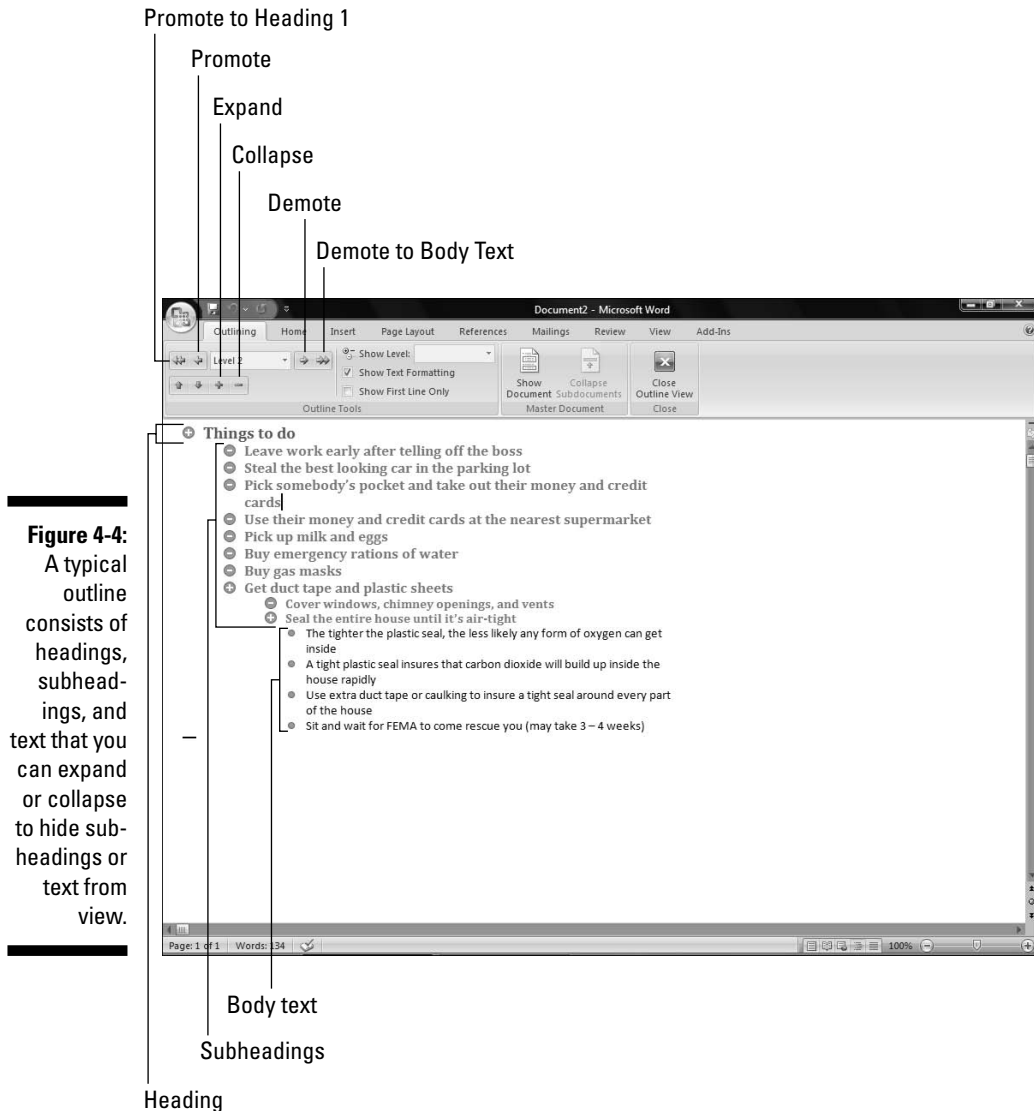 Promote to Heading 1
Promote
Expand
Collapse
Demote
Demote to Body Text
Document2 - Microsoft Word
Outlining Home Insert Page Layout References Mailings Review View Add-Ins
Level 2
Show Level:
Show Text Formatting
Show First Line Only
Show Document
Collapse Subdocuments
Close Outline View
Outline Tools
Master Document
Close
Things to do
Leave work early after telling off the boss
Steal the best looking car in the parking lot
Pick somebody's pocket and take out their money and credit
cards
Use their money and credit cards at the nearest supermarket
Pick up milk and eggs
Buy emergency rations of water
Buy gas masks
Get duct tape and plastic sheets
Cover windows, chimney openings, and vents
Seal the entire house until it's air-tight
The tighter the plastic seal, the less likely any form of oxygen can get
inside
A tight plastic seal insures that carbon dioxide will build up inside the
house rapidly
Use extra duct tape or caulking to insure a tight seal around every part
of the house
Sit and wait for FEMA to come rescue you (may take 3 – 4 weeks)
Figure 4-4:
A typical
outline
consists of
headings,
subhead-
ings, and
text that you
can expand
or collapse
to hide sub-
headings or
text from
view.
Page: 1 of 1 Words: 134 100%
Body text
Subheadings
Heading